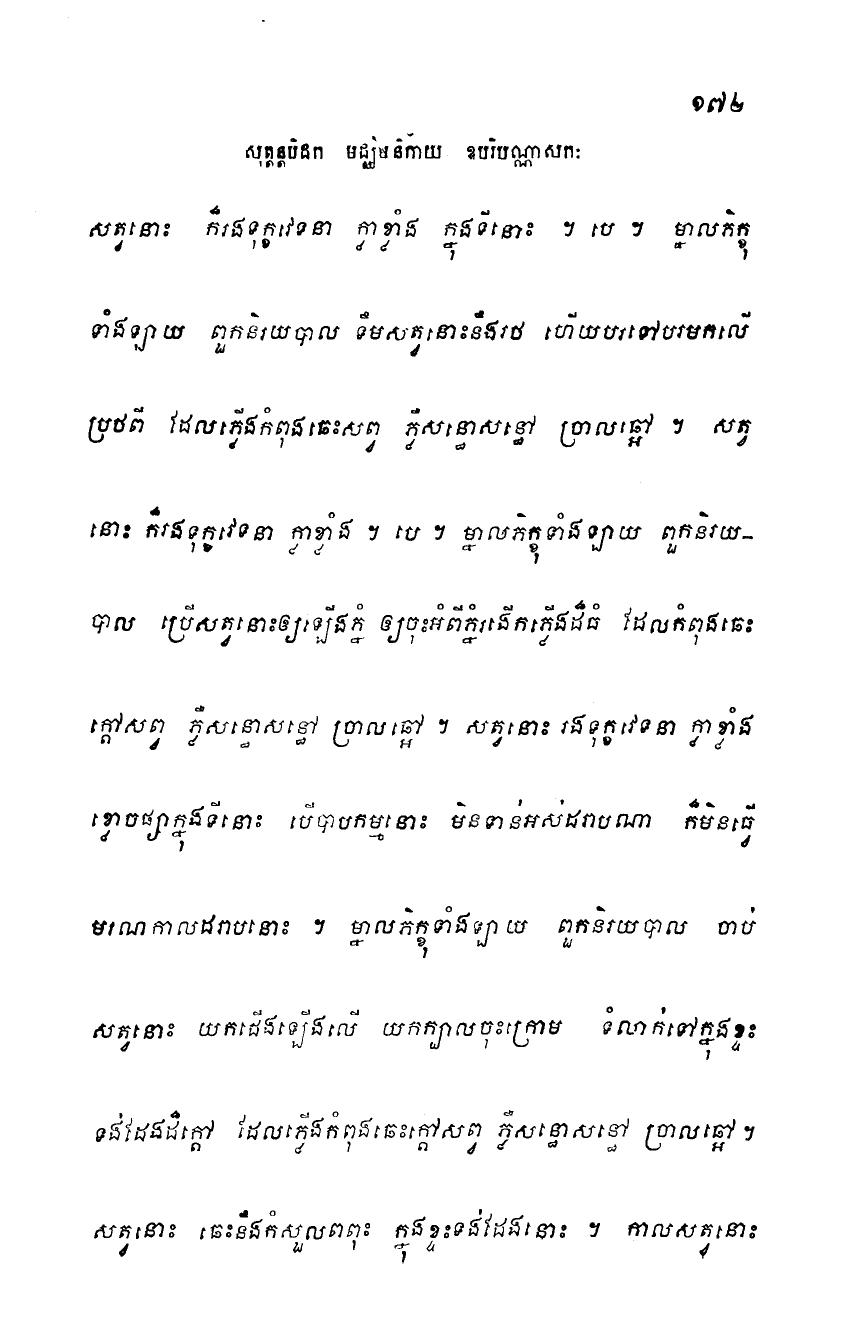 ១៧២
សុត្តន្តបិដក មជ្ឈិមនិកាយ ឧបរិបណ្ណាសកៈ
សត្វនោះ ក៏រងទុក្ខវេទនា ក្លាខ្លាំង ក្នុងទីនោះ ។ បេ ។ ម្នាលភិក្ខុ
ទាំងឡាយ ពួកនិរយបាល ទឹមសត្វនោះនឹងរថ ហើយបរទៅបរមកលើ
ប្រថពី ដែលភ្លើងកំពុងឆេះសព្វ ភ្លឺសន្ធោសន្ធៅ ច្រាលឆ្អៅ ។ សត្វ
នោះ ក៏រងទុក្ខវេទនា ក្លាខ្លាំង ។ បេ ។ ម្នាលភិក្ខុទាំងឡាយ ពួកនិរយ-
បាល ប្រើសត្វនោះឲ្យឡើងភ្នំ ឲ្យចុះអំពីភ្នំរងើកភ្លើងដ៏ធំ ដែលកំពុងឆេះ
ក្តៅសព្វ ភ្លឺសន្ធោសន្ធៅ ច្រាលឆ្អៅ ។ សត្វនោះ រងទុក្ខវេទនា ក្លាខ្លាំង
ខ្លោចផ្សាក្នុងទីនោះ បើបាបកម្មនោះ មិនទាន់អស់ដរាបណា ក៏មិនធ្វើ
មរណកាលដរាបនោះ ។ ម្នាលភិក្ខុទាំងឡាយ ពួកនិរយបាល ចាប់
សត្វនោះ យកជើងឡើងលើ យកក្បាលចុះក្រោម ទំលាក់ទៅក្នុងខ្ទះ
ទង់ដែងដ៏ក្តៅ ដែលភ្លើងកំពុងឆេះក្តៅសព្វ ភ្លឺសន្ធោសន្ធៅ ច្រាលឆ្អៅ ។
សត្វនោះ ឆេះនឹងកំសួលពពុះ ក្នុងខ្ទះទង់ដែងនោះ ។ កាលសត្វនោះ